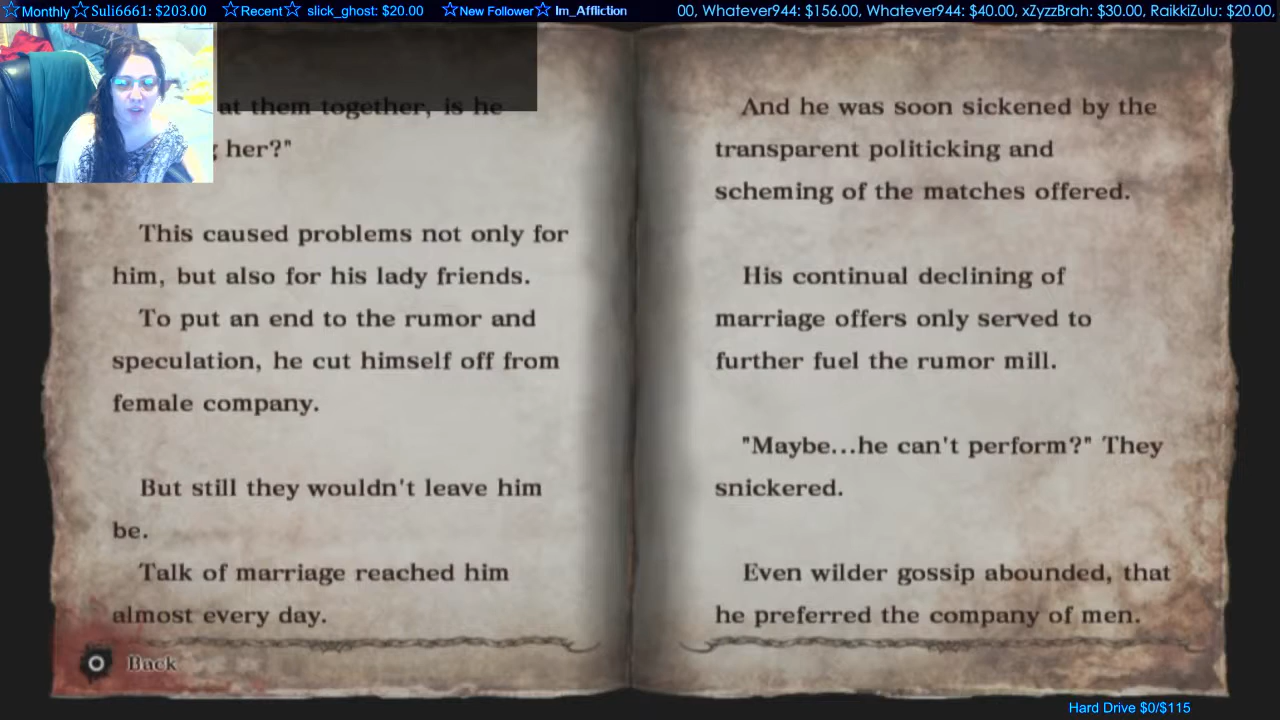 ☆Monthly☆Suli6661: $203.00 ☆Recent☆ slick_ghost: $20.00 ☆New Follower☆ Im_Affliction 00, Whatever944: $156.00, Whatever944: $40.00, xZyzzBrah: $30.00, RaikkiZulu: $20.00,
at them together, is he
her?"
This caused problems not only for
him, but also for his lady friends.
To put an end to the rumor and
speculation, he cut himself off from
female company.
But still they wouldn't leave him
be.
Talk of marriage reached him
almost every day.
And he was soon sickened by the
transparent politicking and
scheming of the matches offered.
His continual declining of
marriage offers only served to
further fuel the rumor mill.
"Maybe...he can't perform?" They
snickered.
Even wilder gossip abounded, that
he preferred the company of men.
Back
Hard Drive $0/$115